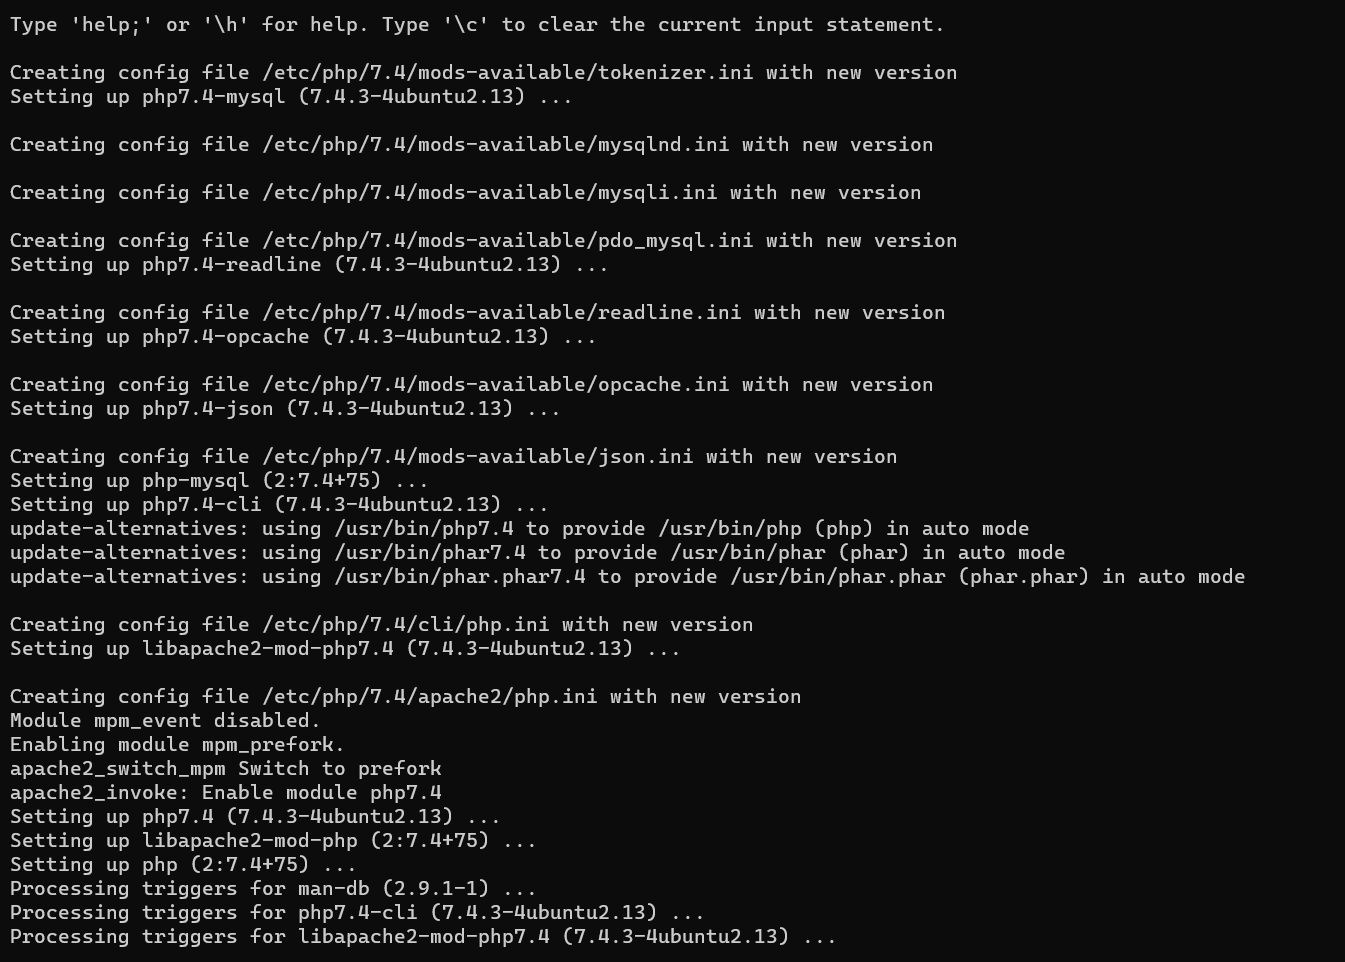 Type 'help;' or '\h' for help. Type '\c' to clear the current input statement.
Creating config file /etc/php/7.4/mods-available/tokenizer.ini with new version
Setting up php7.4-mysql (7.4.3-4ubuntu2.13) ...
Creating config file /etc/php/7.4/mods-available/mysqlnd.ini with new version
Creating config file /etc/php/7.4/mods-available/mysqli.ini with new version
Creating config file /etc/php/7.4/mods-available/pdo_mysql.ini with new version
Setting up php7.4-readline (7.4.3-4ubuntu2.13) ...
Creating config file /etc/php/7.4/mods-available/readline.ini with new version
Setting up php7.4-opcache (7.4.3-4ubuntu2.13) ...
Creating config file /etc/php/7.4/mods-available/opcache.ini with new version
Setting up php7.4-json (7.4.3-4ubuntu2.13) ...
Creating config file /etc/php/7.4/mods-available/json.ini with new version
Setting up php-mysql (2:7.4+75) ...
Setting up php7.4-cli (7.4.3-4ubuntu2.13) ...
update-alternatives: using /usr/bin/php7.4 to provide /usr/bin/php (php) in auto mode
update-alternatives: using /usr/bin/phar7.4 to provide /usr/bin/phar (phar) in auto mode
update-alternatives: using /usr/bin/phar.phar7.4 to provide /usr/bin/phar.phar (phar.phar) in auto mode
Creating config file /etc/php/7.4/cli/php.ini with new version
Setting up libapache2-mod-php7.4 (7.4.3-4ubuntu2.13) ...
Creating config file /etc/php/7.4/apache2/php.ini with new version
Module mpm_event disabled.
Enabling module mpm_prefork.
apache2_switch_mpm Switch to prefork
apache2_invoke: Enable module php7.4
Setting up php7.4 (7.4.3-4ubuntu2.13) ...
Setting up libapache2-mod-php (2:7.4+75) ...
Setting up php (2:7.4+75) ...
Processing triggers for man-db (2.9.1-1) ...
Processing triggers for php7.4-cli (7.4.3-4ubuntu2.13) ...
Processing triggers for libapache2-mod-php7.4 (7.4.3-4ubuntu2.13) ...